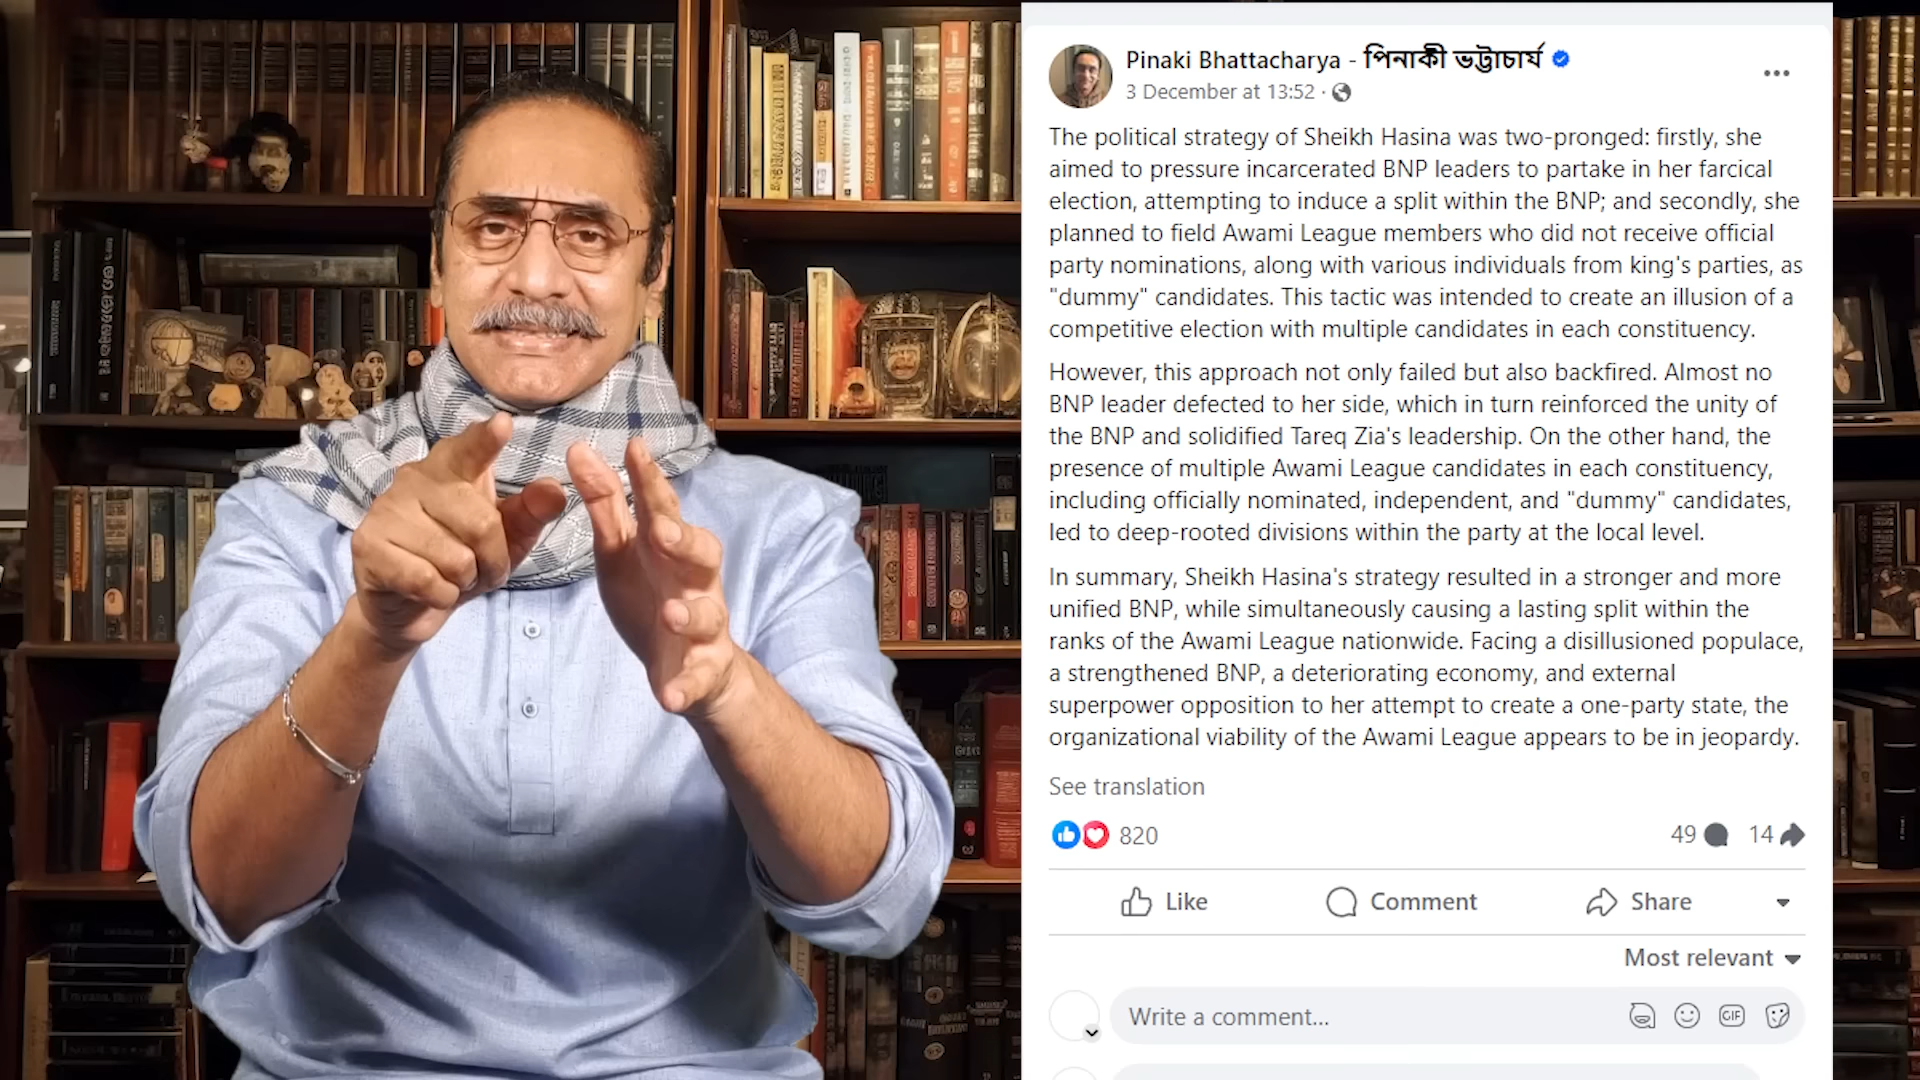 Pinaki Bhattacharya - পিনাকী ভট্টাচার্য
3 December at 13:52 ·
The political strategy of Sheikh Hasina was two-pronged: firstly, she
aimed to pressure incarcerated BNP leaders to partake in her farcical
election, attempting to induce a split within the BNP; and secondly, she
planned to field Awami League members who did not receive official
party nominations, along with various individuals from king's parties, as
"dummy" candidates. This tactic was intended to create an illusion of a
competitive election with multiple candidates in each constituency.
However, this approach not only failed but also backfired. Almost no
BNP leader defected to her side, which in turn reinforced the unity of
the BNP and solidified Tareq Zia's leadership. On the other hand, the
presence of multiple Awami League candidates in each constituency,
including officially nominated, independent, and "dummy" candidates,
led to deep-rooted divisions within the party at the local level.
In summary, Sheikh Hasina's strategy resulted in a stronger and more
unified BNP, while simultaneously causing a lasting split within the
ranks of the Awami League nationwide. Facing a disillusioned populace,
a strengthened BNP, a deteriorating economy, and external
superpower opposition to her attempt to create a one-party state, the
organizational viability of the Awami League appears to be in jeopardy.
See translation
820 49 14
Like Comment Share
Most relevant
Write a comment...
GIF